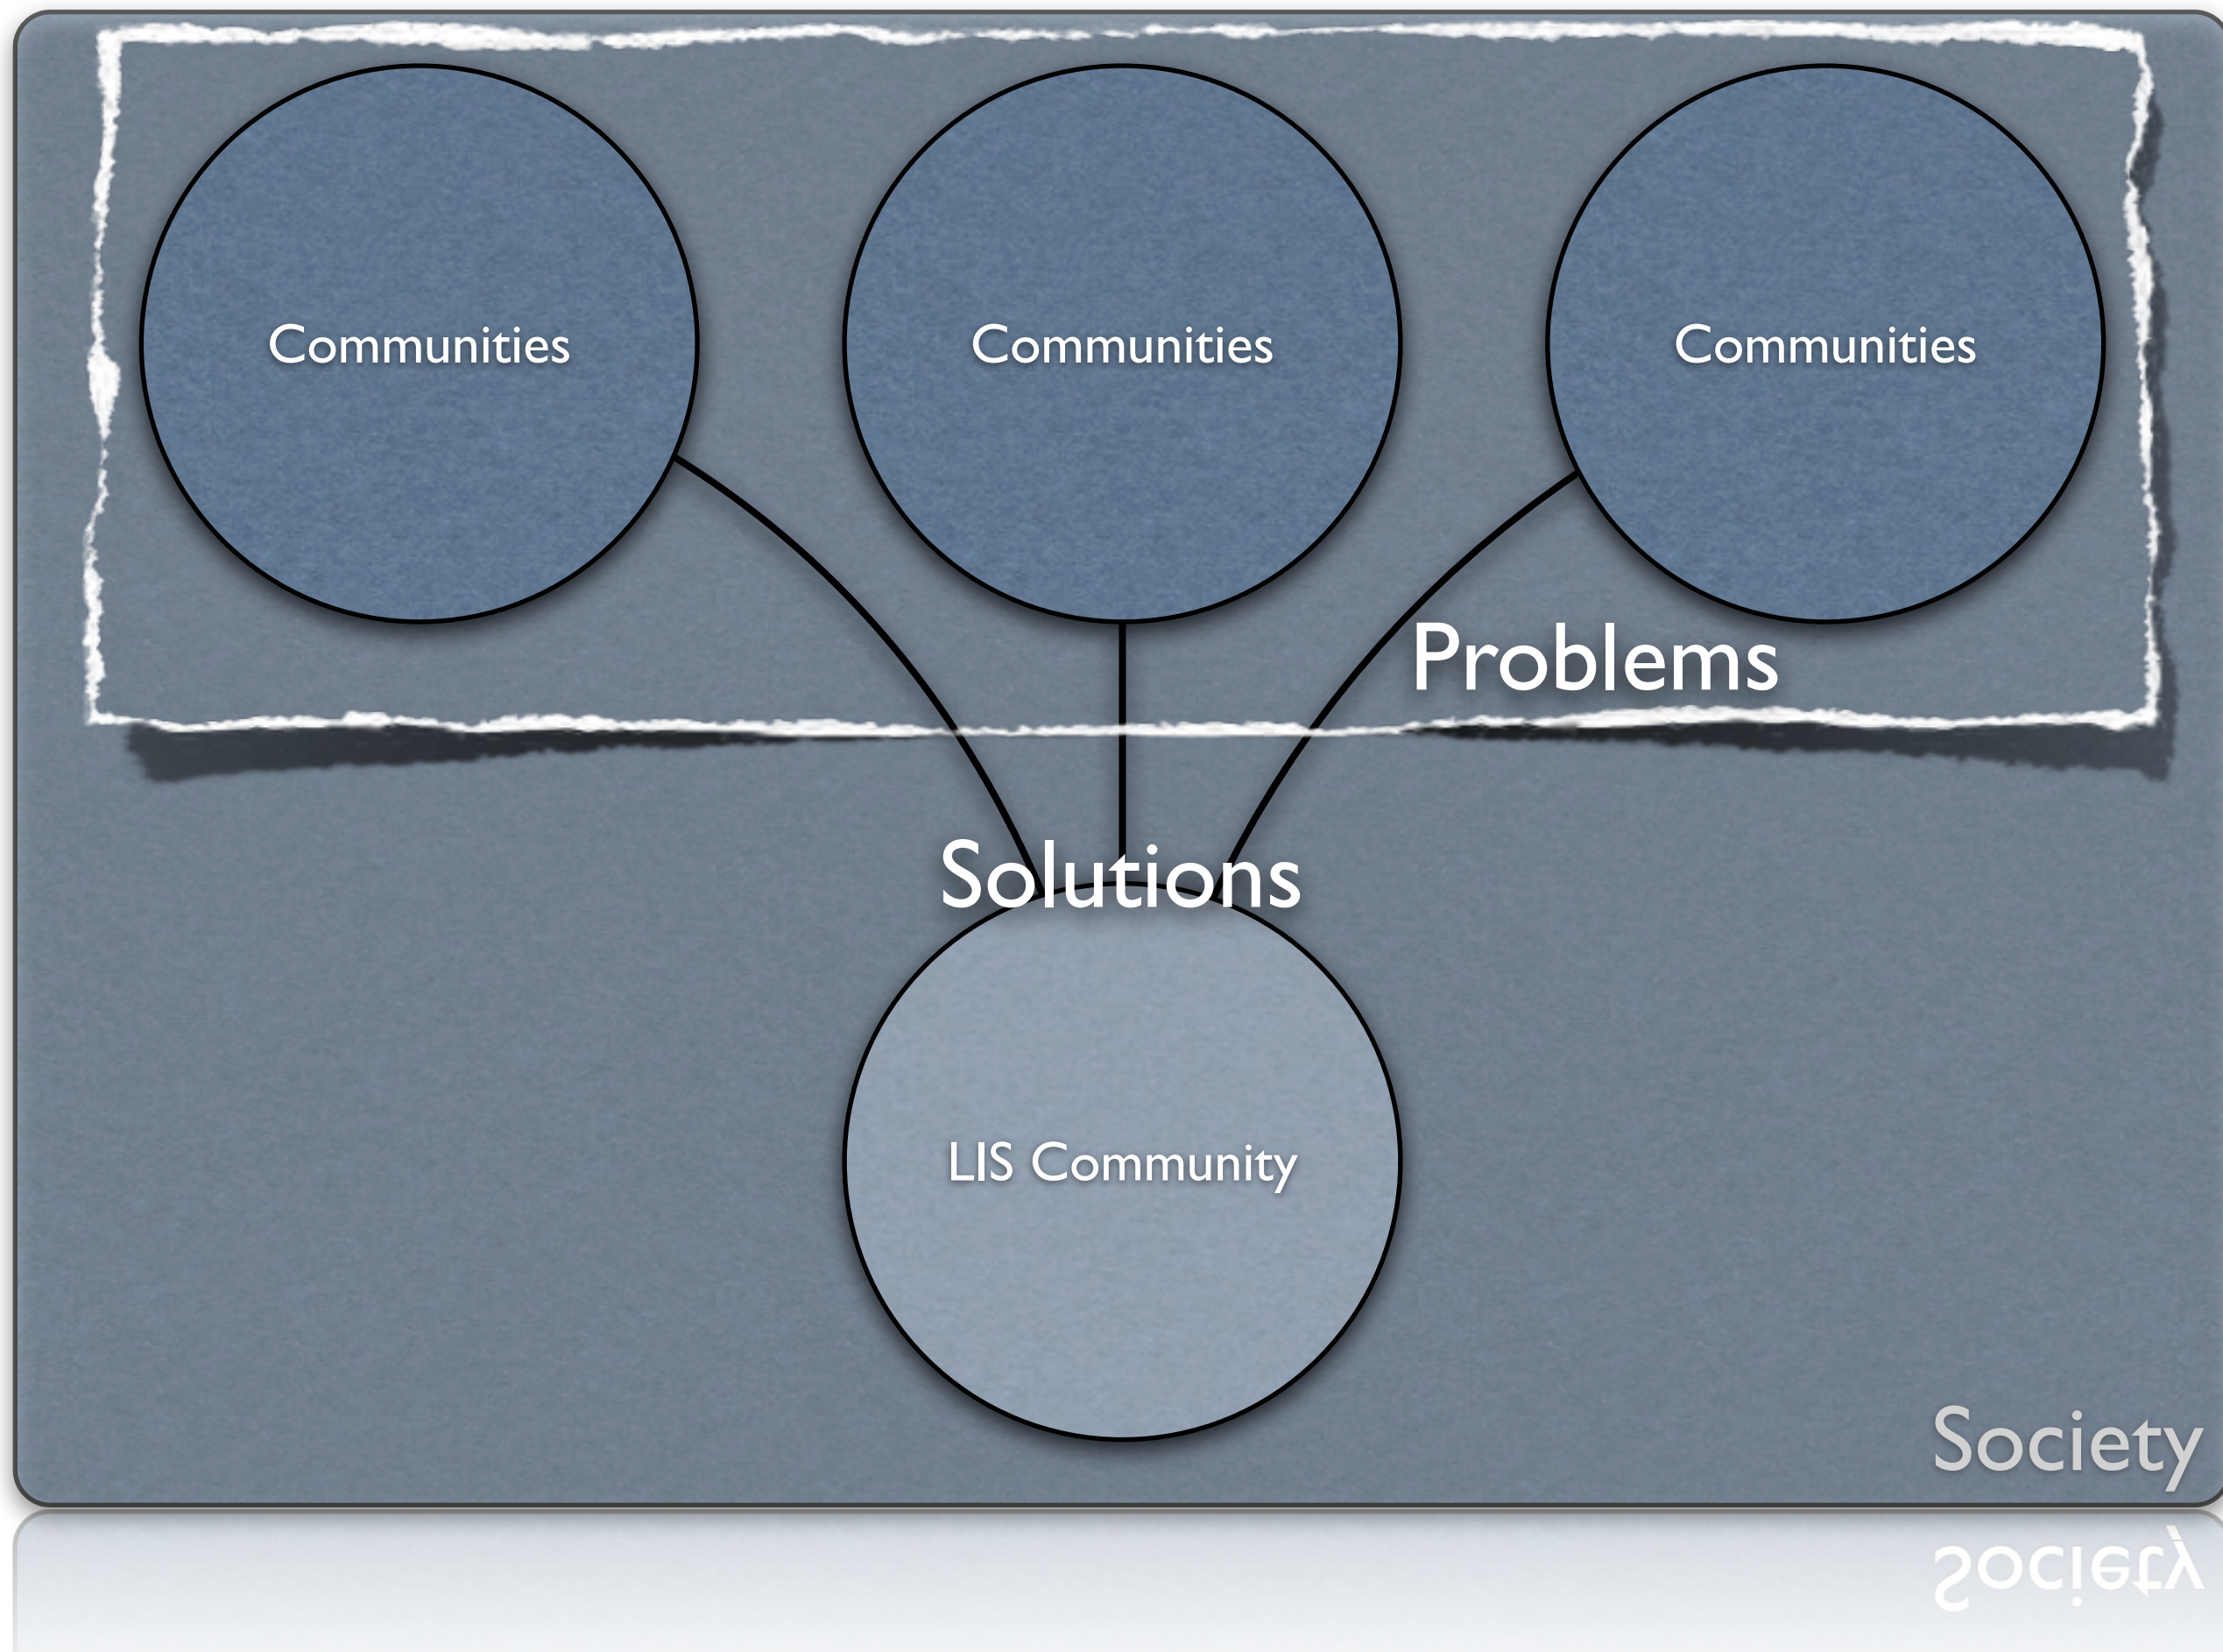 Communities
Communities
Communities
Problems
Solutions
LIS Community
Society
Society